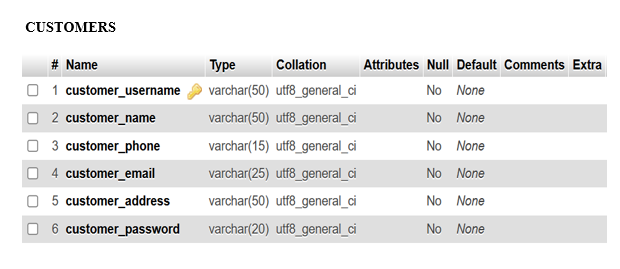 CUSTOMERS
# Name Type Collation Attributes Null Default Comments Extra
1 customer_username varchar(50) utf8_general_ci No None
2 customer_name varchar(50) utf8_general_ci No None
3 customer_phone varchar(15) utf8_general_ci No None
4 customer_email varchar(25) utf8_general_ci No None
5 customer_address varchar(50) utf8_general_ci No None
6 customer_password varchar(20) utf8_general_ci No None